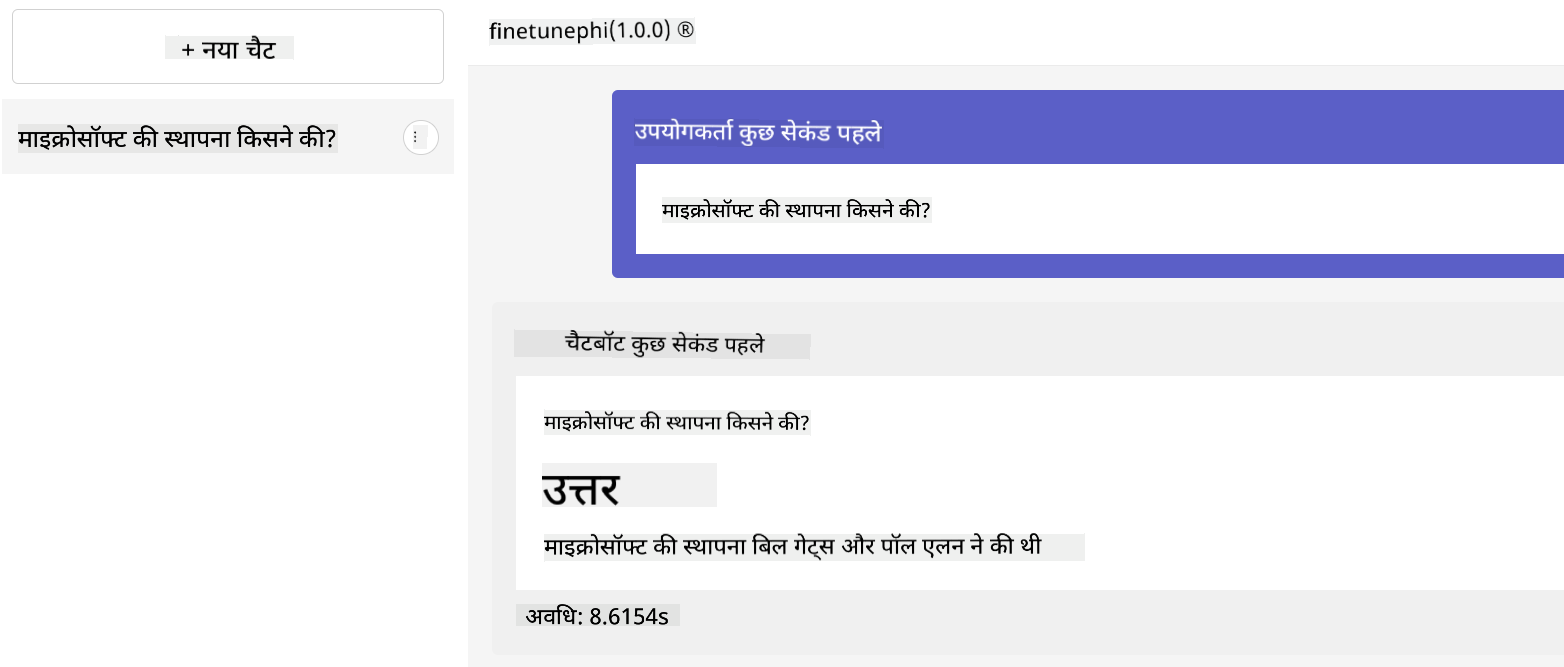 + नया चैट
माइक्रोसॉफ्ट की स्थापना किसने की?
finetunephi(1.0.0) ®
उपयोगकर्ता कुछ सेकंड पहले
माइक्रोसॉफ्ट की स्थापना किसने की?
चैटबॉट कुछ सेकंड पहले
माइक्रोसॉफ्ट की स्थापना किसने की?
उत्तर
माइक्रोसॉफ्ट की स्थापना बिल गेट्स और पॉल एलन ने की थी
अवधि: 8.6154s